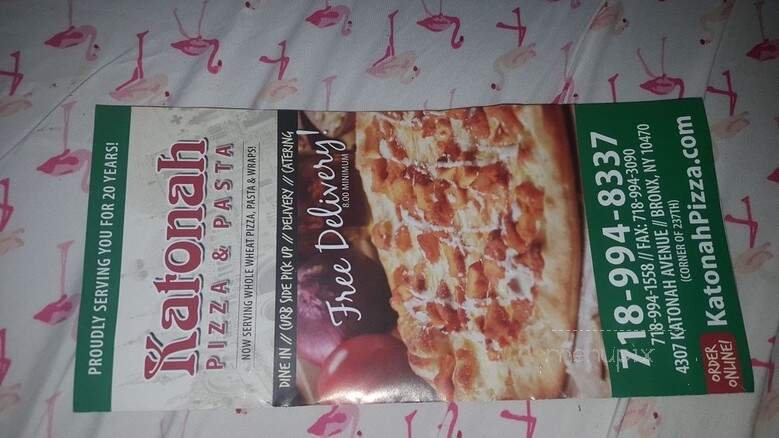 PROUDLY SERVING YOU FOR 20 YEARS!
Katonah
PIZZA & PASTA
NOW SERVING WHOLE WHEAT PIZZA, PASTA & WRAPS!
DINE IN // CURB SIDE PICK UP // DELIVERY // CATERING
Free Delivery!
8.00 MINIMUM
718-994-8337
718-994-1558 // FAX: 718-994-3090
4307 KATONAH AVENUE // BRONX, NY 10470
(CORNER OF 237TH)
ORDER
ONLINE!
KatonahPizza.com
menupix